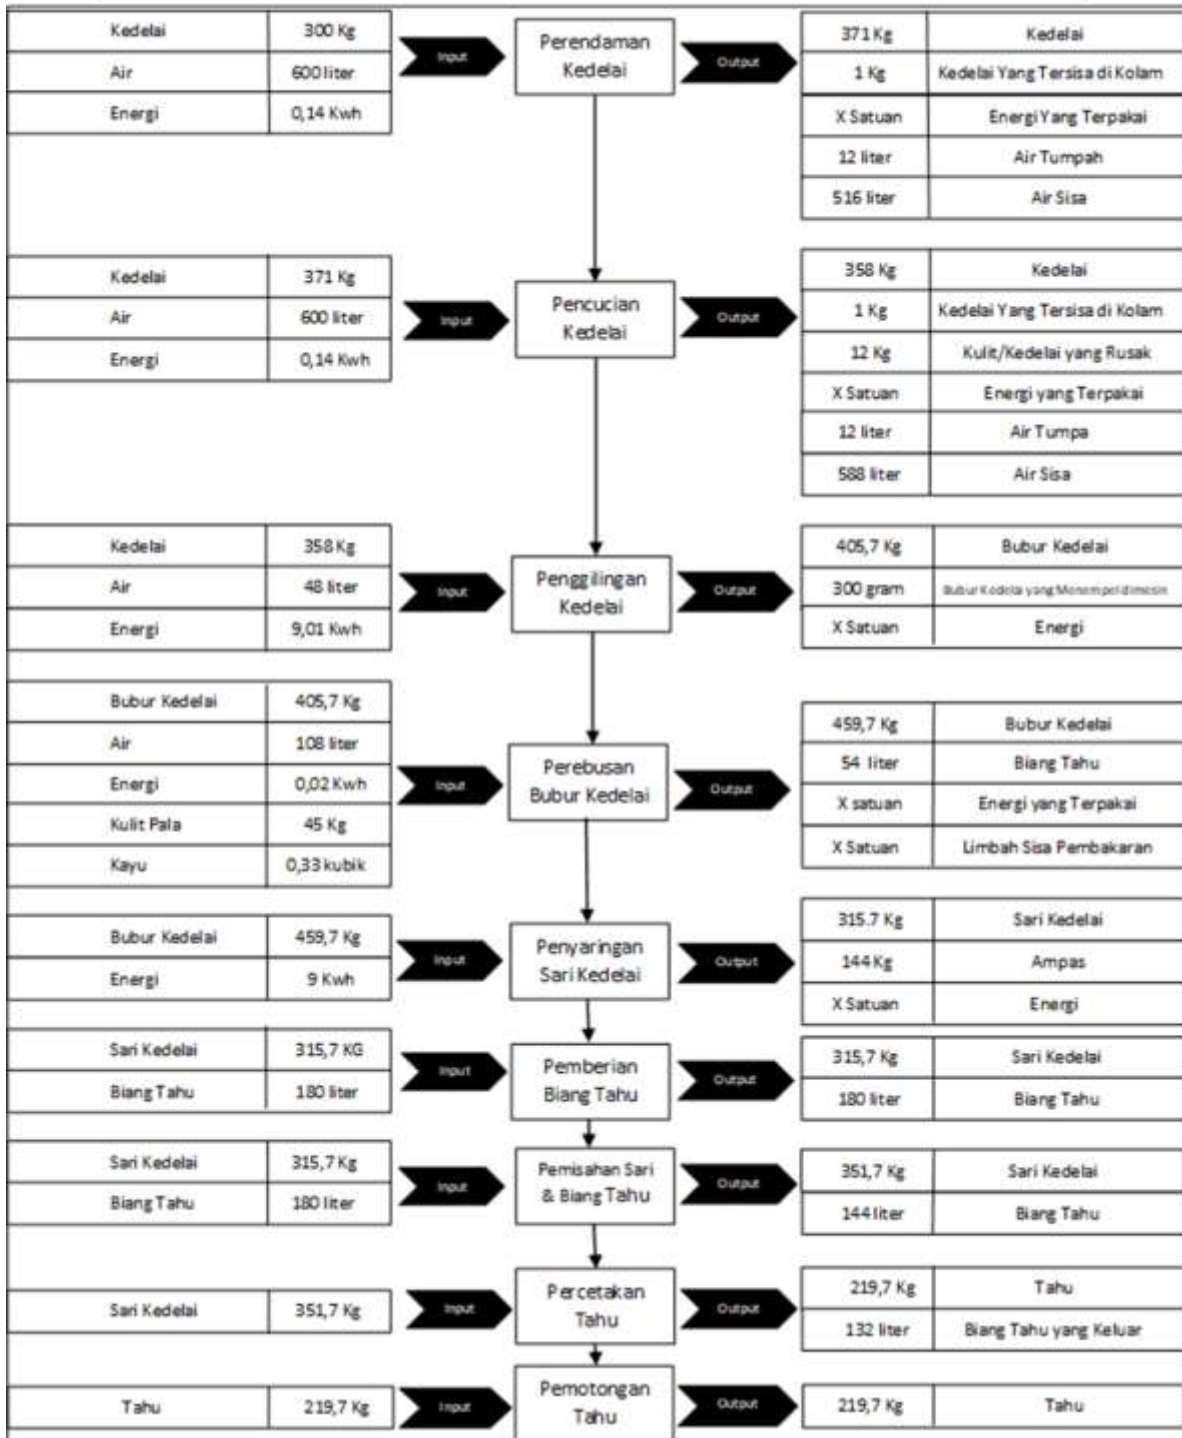 Kedelai 300 Kg
Air 600 liter
Energi 0,14 Kwh
Input
Perendaman
Kedelai
Output
371 Kg Kedelai
1 Kg Kedelai Yang Tersisa di Kolam
X Satuan Energi Yang Terpakai
12 liter Air Tumpah
516 liter Air Sisa
Kedelai 371 Kg
Air 600 liter
Energi 0,14 Kwh
Input
Pencucian
Kedelai
Output
358 Kg Kedelai
1 Kg Kedelai Yang Tersisa di Kolam
12 Kg Kulit/Kedelai yang Rusak
X Satuan Energi yang Terpakai
12 liter Air Tumpa
588 liter Air Sisa
Kedelai 358 Kg
Air 48 liter
Energi 9,01 Kwh
Input
Penggilingan
Kedelai
Output
405,7 Kg Bubur Kedelai
300 gram Bubur Kedelai yang Menempel dimesin
X Satuan Energi
Bubur Kedelai 405,7 Kg
Air 108 liter
Energi 0,02 Kwh
Kulit Pala 45 Kg
Kayu 0,33 kubik
Input
Perebusan
Bubur Kedelai
Output
459,7 Kg Bubur Kedelai
54 liter Biang Tahu
X satuan Energi yang Terpakai
X Satuan Limbah Sisa Pembakaran
Bubur Kedelai 459,7 Kg
Energi 9 Kwh
Input
Penyaringan
Sari Kedelai
Output
315.7 Kg Sari Kedelai
144 Kg Ampas
X Satuan Energi
Sari Kedelai 315,7 KG
Biang Tahu 180 liter
Input
Pemberian
Biang Tahu
Output
315,7 Kg Sari Kedelai
180 liter Biang Tahu
Sari Kedelai 315,7 Kg
Biang Tahu 180 liter
Input
Pemisahan Sari
& Biang Tahu
Output
351,7 Kg Sari Kedelai
144 liter Biang Tahu
Sari Kedelai 351,7 Kg
Input
Percetakan
Tahu
Output
219,7 Kg Tahu
132 liter Biang Tahu yang Keluar
Tahu 219,7 Kg
Input
Pemotongan
Tahu
Output
219,7 Kg Tahu